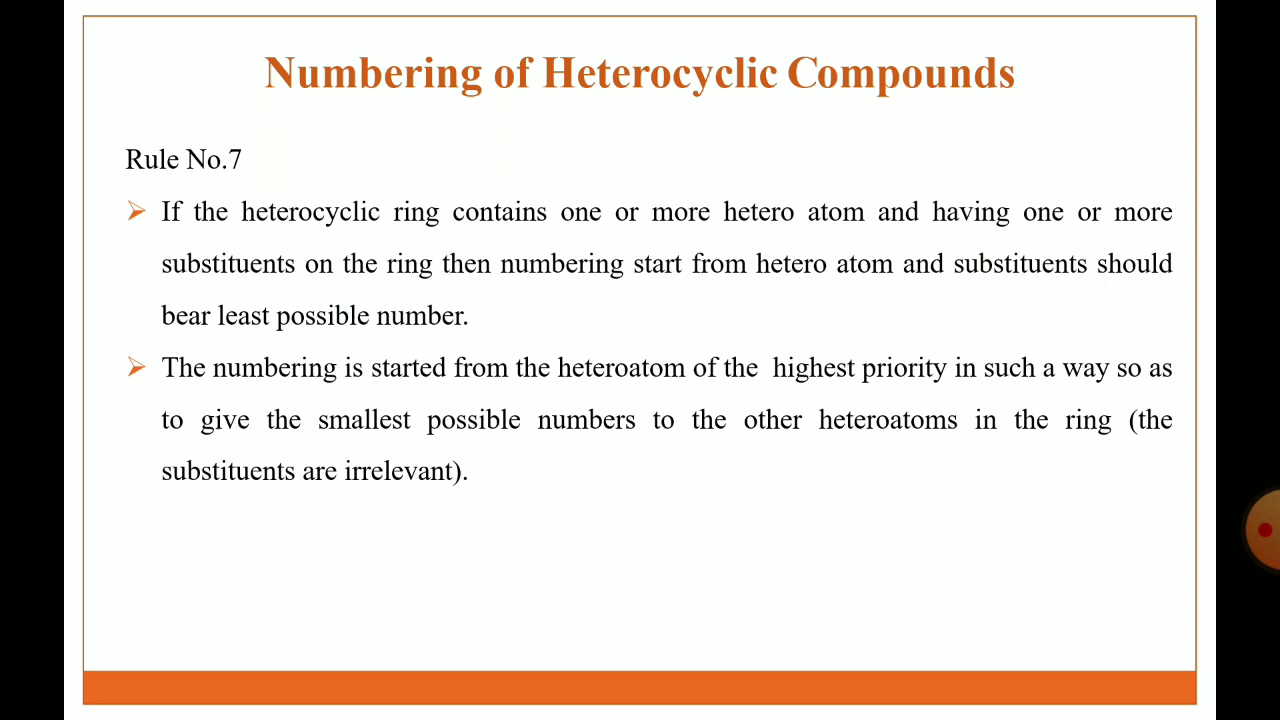 Numbering of Heterocyclic Compounds
Rule No.7
If the heterocyclic ring contains one or more hetero atom and having one or more
substituents on the ring then numbering start from hetero atom and substituents should
bear least possible number.
The numbering is started from the heteroatom of the highest priority in such a way so as
to give the smallest possible numbers to the other heteroatoms in the ring (the
substituents are irrelevant).